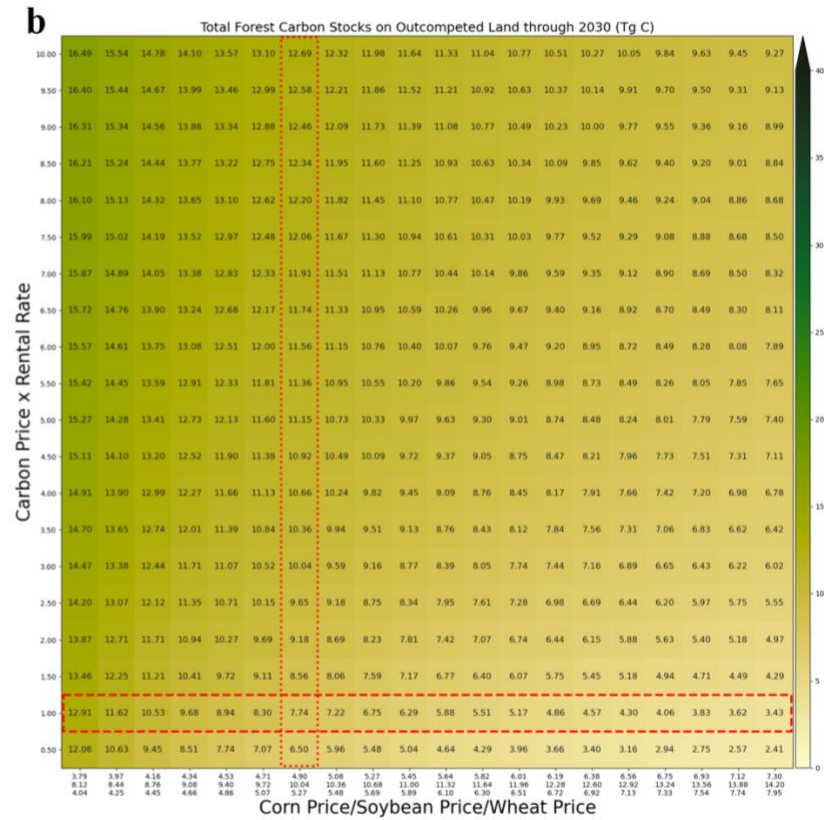 b
Total Forest Carbon Stocks on Outcompeted Land through 2030 (Tg C)
Carbon Price x Rental Rate
10.00 16.49 15.54 14.78 14.10 13.57 13.10 12.69 12.32 11.98 11.64 11.33 11.04 10.77 10.51 10.27 10.05 9.84 9.63 9.45 9.27
9.50 16.40 15.44 14.67 13.99 13.46 12.99 12.58 12.21 11.86 11.52 11.21 10.92 10.63 10.37 10.14 9.91 9.70 9.50 9.31 9.13
9.00 16.31 15.34 14.56 13.88 13.34 12.88 12.46 12.09 11.73 11.39 11.08 10.77 10.49 10.23 10.00 9.77 9.55 9.36 9.16 8.99
8.50 16.21 15.24 14.44 13.77 13.22 12.75 12.34 11.95 11.60 11.25 10.93 10.63 10.34 10.09 9.85 9.62 9.40 9.20 9.01 8.84
8.00 16.10 15.13 14.32 13.65 13.10 12.62 12.20 11.82 11.45 11.10 10.77 10.47 10.19 9.93 9.69 9.46 9.24 9.04 8.86 8.68
7.50 15.99 15.02 14.19 13.52 12.97 12.48 12.06 11.67 11.30 10.94 10.61 10.31 10.03 9.77 9.52 9.29 9.08 8.88 8.68 8.50
7.00 15.87 14.89 14.05 13.38 12.83 12.33 11.91 11.51 11.13 10.77 10.44 10.14 9.86 9.59 9.35 9.12 8.90 8.69 8.50 8.32
6.50 15.72 14.76 13.90 13.24 12.68 12.17 11.74 11.33 10.95 10.59 10.26 9.96 9.67 9.40 9.16 8.92 8.70 8.49 8.30 8.11
6.00 15.57 14.61 13.75 13.08 12.51 12.00 11.56 11.15 10.76 10.40 10.07 9.76 9.47 9.20 8.95 8.72 8.49 8.28 8.08 7.89
5.50 15.42 14.45 13.59 12.91 12.33 11.81 11.36 10.95 10.55 10.20 9.86 9.54 9.26 8.98 8.73 8.49 8.26 8.05 7.85 7.65
5.00 15.27 14.28 13.41 12.73 12.13 11.60 11.15 10.73 10.33 9.97 9.63 9.30 9.01 8.74 8.48 8.24 8.01 7.79 7.59 7.40
4.50 15.11 14.10 13.20 12.52 11.90 11.38 10.92 10.49 10.09 9.72 9.37 9.05 8.75 8.47 8.21 7.96 7.73 7.51 7.31 7.11
4.00 14.91 13.90 12.99 12.27 11.66 11.13 10.66 10.24 9.82 9.45 9.09 8.76 8.45 8.17 7.91 7.66 7.42 7.20 6.98 6.78
3.50 14.70 13.65 12.74 12.01 11.39 10.84 10.36 9.94 9.51 9.13 8.76 8.43 8.12 7.84 7.56 7.31 7.06 6.83 6.62 6.42
3.00 14.47 13.38 12.44 11.71 11.07 10.52 10.04 9.59 9.16 8.77 8.39 8.05 7.74 7.44 7.16 6.89 6.65 6.43 6.22 6.02
2.50 14.20 13.07 12.12 11.35 10.71 10.15 9.65 9.18 8.75 8.34 7.95 7.61 7.28 6.98 6.69 6.44 6.20 5.97 5.75 5.55
2.00 13.87 12.71 11.71 10.94 10.27 9.69 9.18 8.69 8.23 7.81 7.42 7.07 6.74 6.44 6.15 5.88 5.63 5.40 5.18 4.97
1.50 13.46 12.25 11.21 10.41 9.72 9.11 8.56 8.06 7.59 7.17 6.77 6.40 6.07 5.75 5.45 5.18 4.94 4.71 4.49 4.29
1.00 12.91 11.62 10.53 9.68 8.94 8.30 7.74 7.22 6.75 6.29 5.88 5.51 5.17 4.86 4.57 4.30 4.06 3.83 3.62 3.43
0.50 12.06 10.63 9.45 8.51 7.74 7.07 6.50 5.96 5.48 5.04 4.64 4.29 3.96 3.66 3.40 3.16 2.94 2.75 2.57 2.41
3.79 3.97 4.16 4.34 4.53 4.71 4.90 5.08 5.27 5.45 5.64 5.82 6.01 6.19 6.38 6.56 6.75 6.93 7.12 7.30
8.12 8.44 8.76 9.08 9.40 9.72 10.04 10.36 10.68 11.00 11.32 11.64 11.96 12.28 12.60 12.92 13.24 13.56 13.88 14.20
4.04 4.25 4.45 4.66 4.86 5.07 5.27 5.48 5.69 5.89 6.10 6.30 6.51 6.72 6.92 7.13 7.33 7.54 7.74 7.95
Corn Price/Soybean Price/Wheat Price
40
35
30
25
20
15
10
5
0